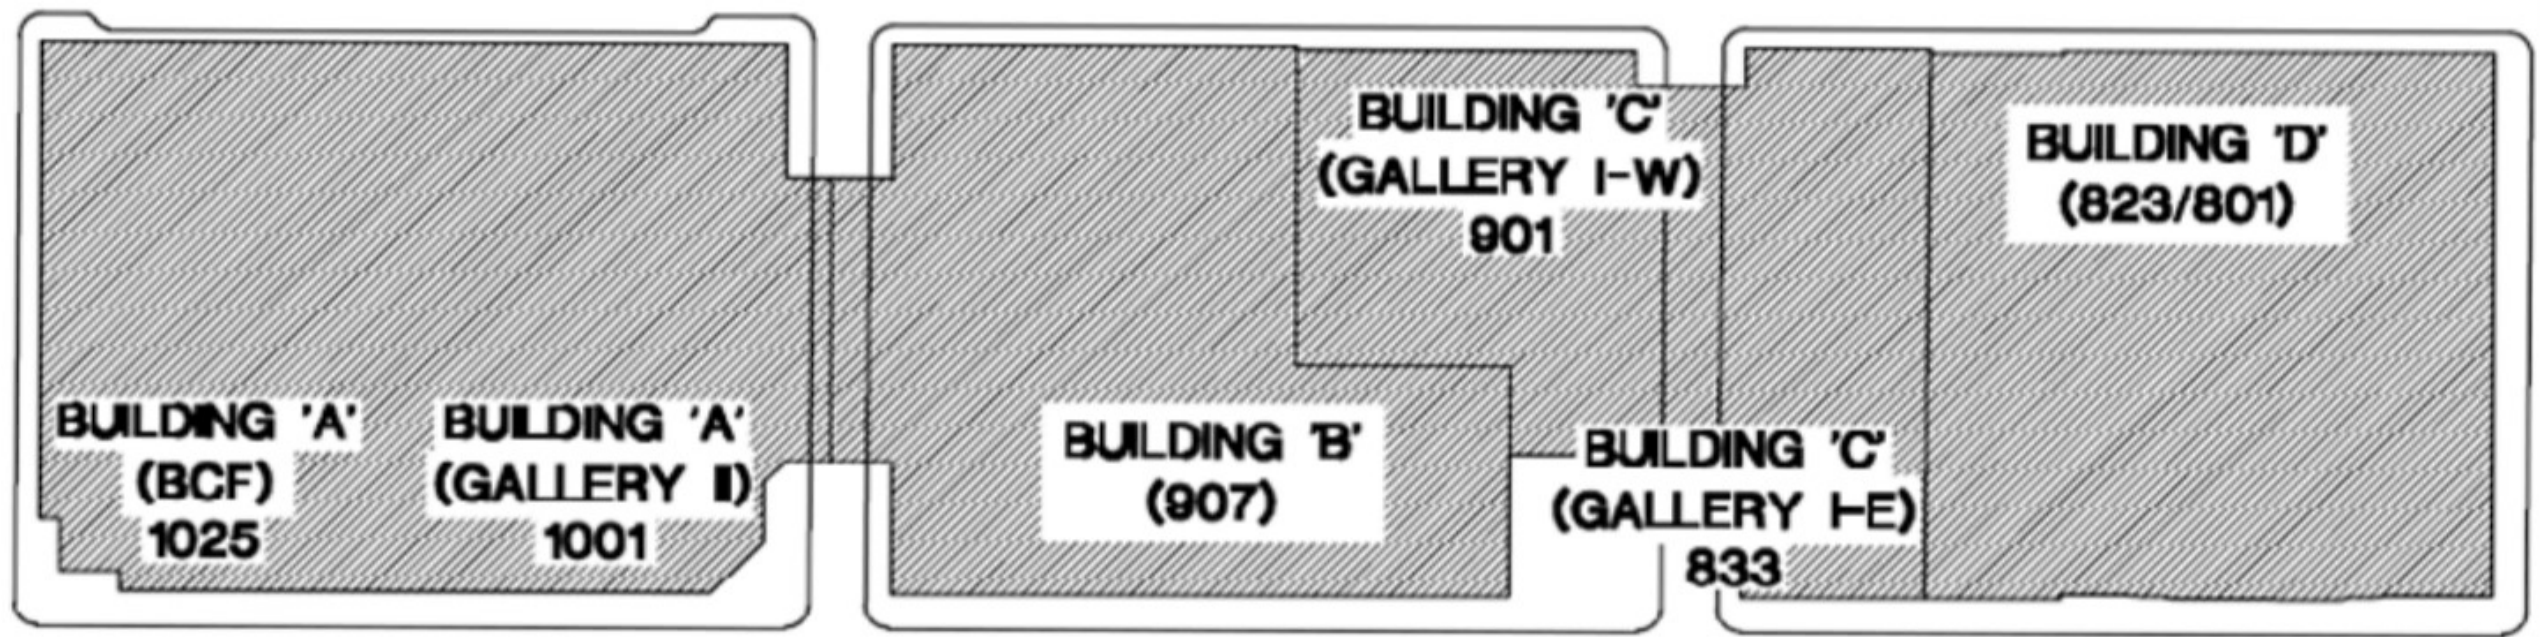 BUILDING 'A'
(BCF)
1025
BUILDING 'A'
(GALLERY II)
1001
BUILDING 'B'
(907)
BUILDING 'C'
(GALLERY I-W)
901
BUILDING 'C'
(GALLERY I-E)
833
BUILDING 'D'
(823/801)